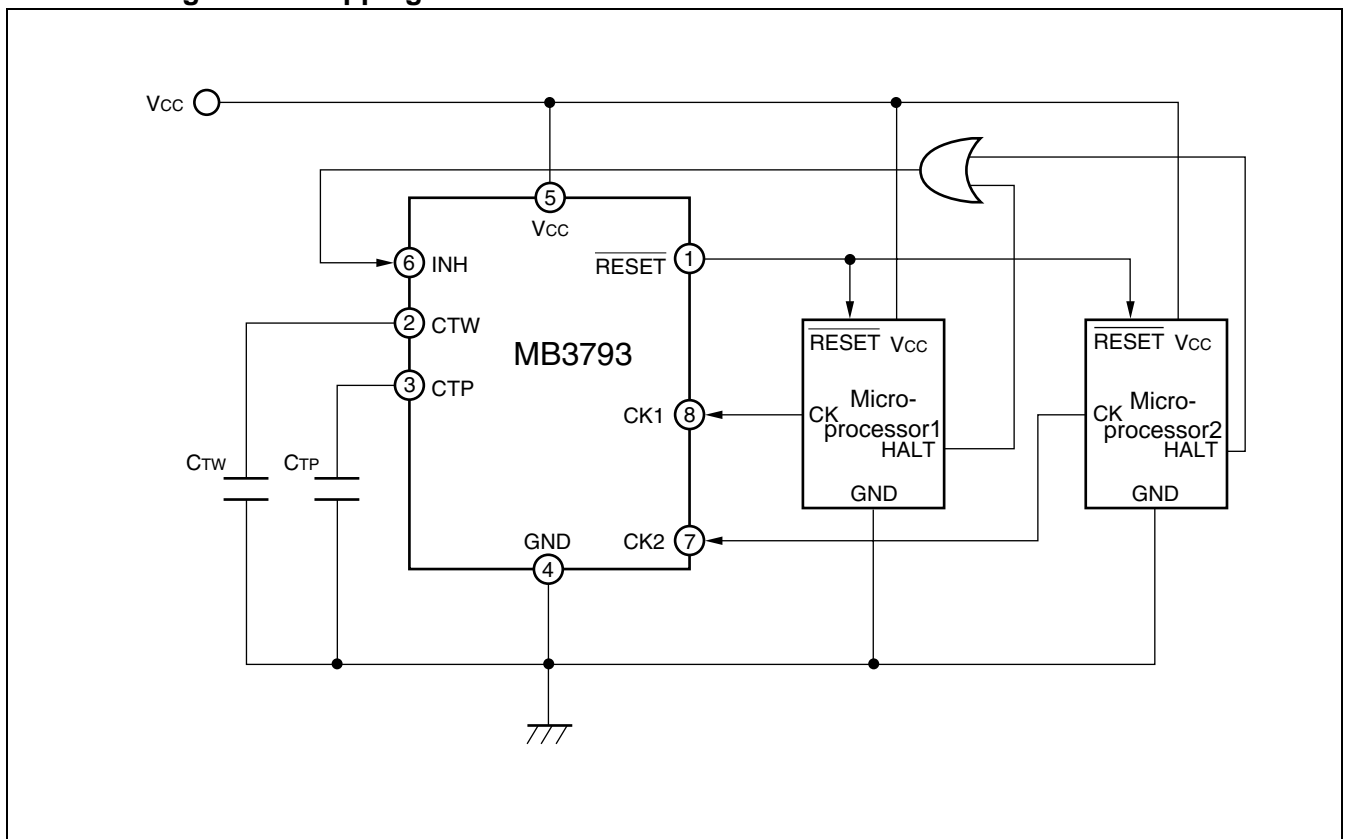 Vcc
5
Vcc
6 INH
RESET 1
2 CTW
MB3793
3 CTP
RESET Vcc
RESET Vcc
CK1 8
CK Micro-
processor1
HALT
CK Micro-
processor2
HALT
CTW
CTP
GND
GND
GND
4
CK2 7